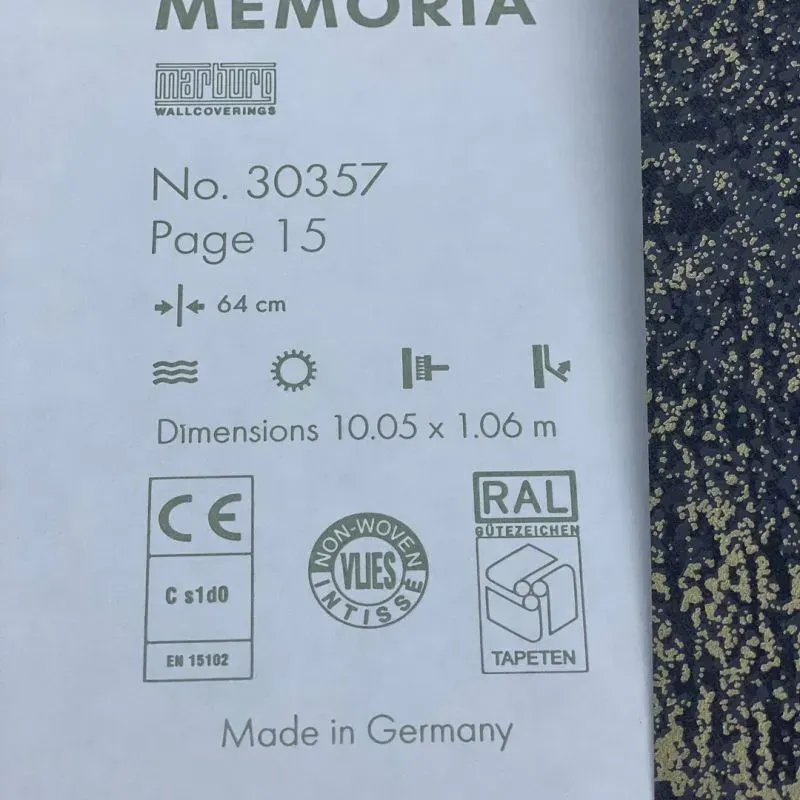 MEMORIA
marburg
WALLCOVERINGS
No. 30357
Page 15
64 cm
Dimensions 10.05 x 1.06 m
CE
C s1d0
EN 15102
NON-WOVEN
VLIES
INTISSE
RAL
GÜTEZEICHEN
TAPETEN
Made in Germany